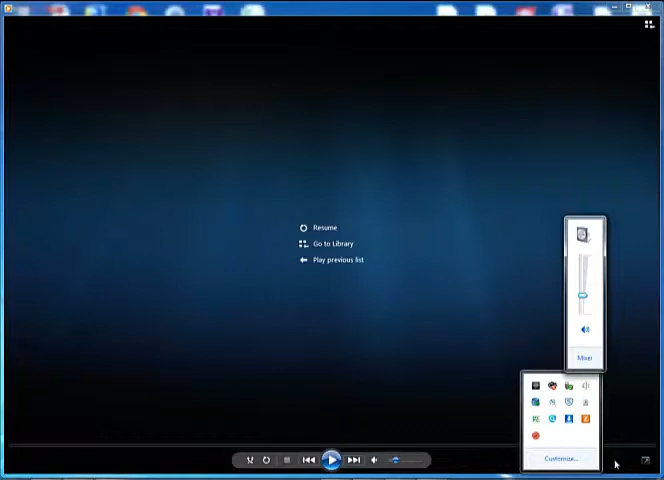 Resume
Go to Library
Play previous list
Mixer
Customize...